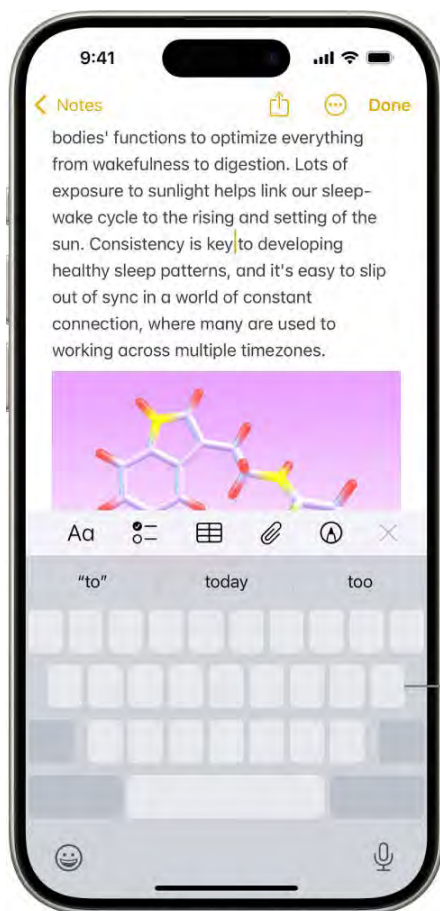 9:41
Notes
Done
bodies' functions to optimize everything
from wakefulness to digestion. Lots of
exposure to sunlight helps link our sleep-
wake cycle to the rising and setting of the
sun. Consistency is key to developing
healthy sleep patterns, and it's easy to slip
out of sync in a world of constant
connection, where many are used to
working across multiple timezones.
Aa
“to” today too